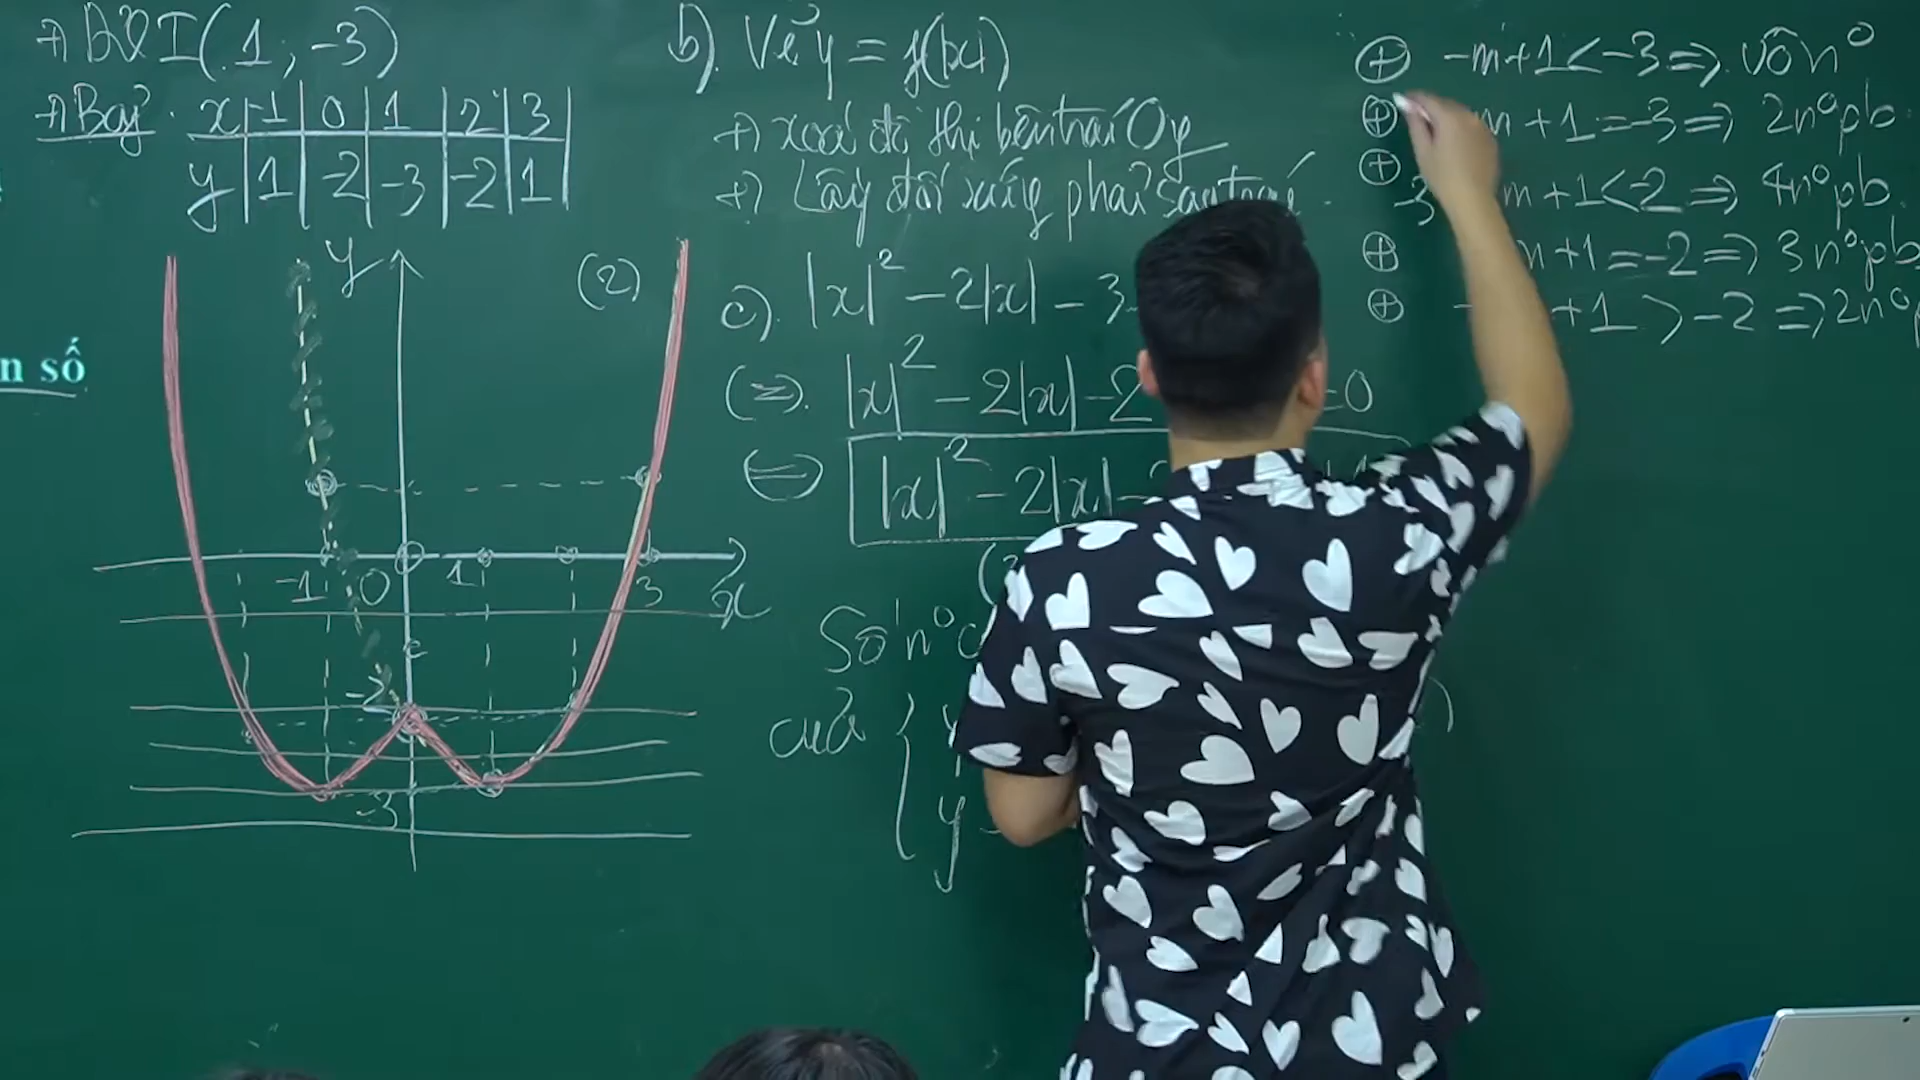 +) Đỉnh I(1; -3)
+) Bảng:
x | -1 | 0 | 1 | 2 | 3
y | 1 | -2 | -3 | -2 | 1
n số
y
(2)
-1 0 1 3 x
-2
-3
b). Vẽ y = f(|x|)
+) xoá đồ thị bên trái Oy
+) Lấy đối xứng phải sang trái.
c). |x|² - 2|x| - 3
(=). |x|² - 2|x| - 2 =0
(=) |x|² - 2|x| -
Số n° c
của { y
y
⊕ -m+1 < -3 => vô n°
⊕ m+1 = -3 => 2n° pb
⊕ -3 m+1 < -2 => 4n° pb.
⊕ m+1 = -2 => 3n° pb
⊕ - +1 > -2 => 2n° p